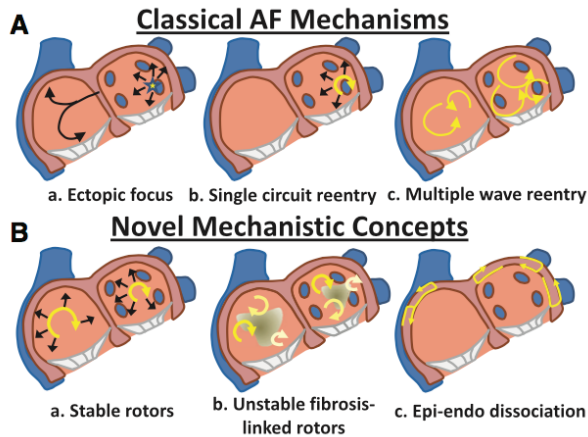 A
Classical AF Mechanisms
a. Ectopic focus
b. Single circuit reentry
c. Multiple wave reentry
B
Novel Mechanistic Concepts
a. Stable rotors
b. Unstable fibrosis-
linked rotors
c. Epi-endo dissociation